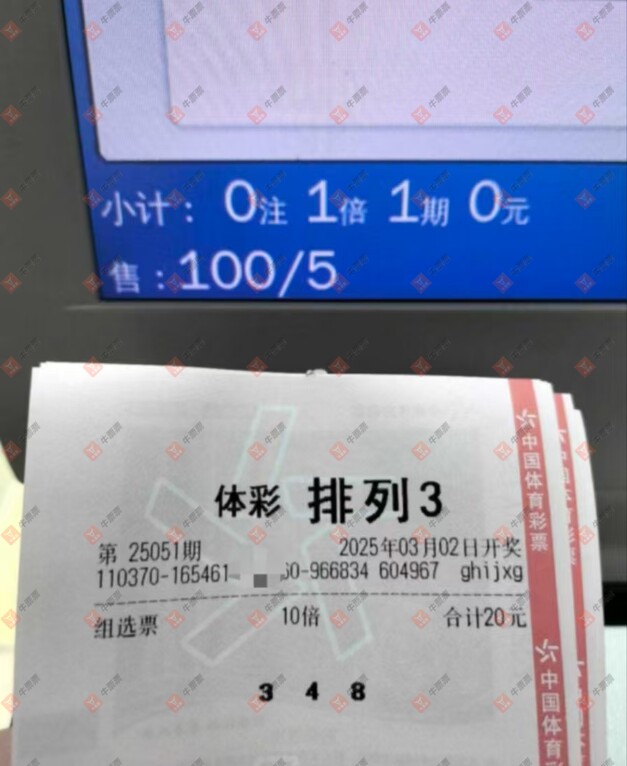 小计： 0注 1倍 1期 0元
售：100/5
体彩 排列3
第 25051期 2025年03月02日开奖
110370-165461- 60-966834 604967 ghijxg
组选票 10倍 合计20元
3 4 8
中国体育彩票
中国体育彩
牛票票